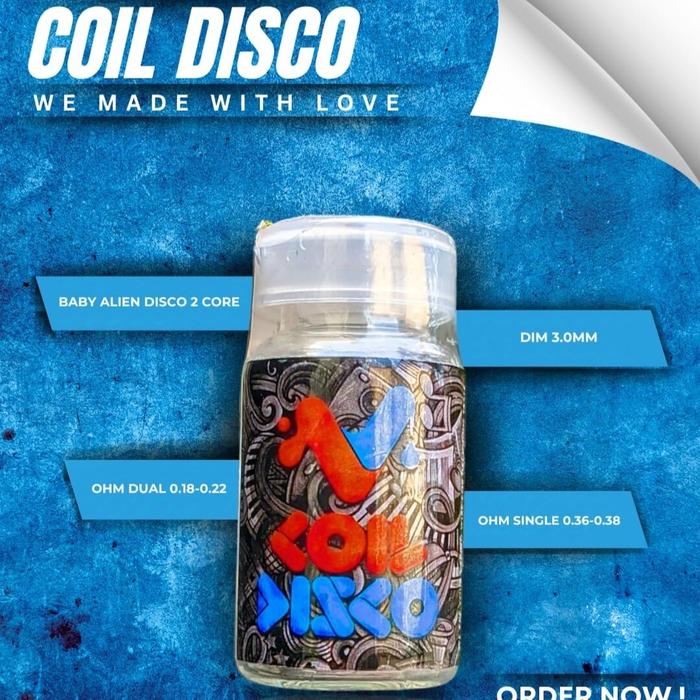 COIL DISCO
WE MADE WITH LOVE
BABY ALIEN DISCO 2 CORE
DIM 3.0MM
OHM DUAL 0.18-0.22
OHM SINGLE 0.36-0.38
COIL
DISCO
ORDER NOW!